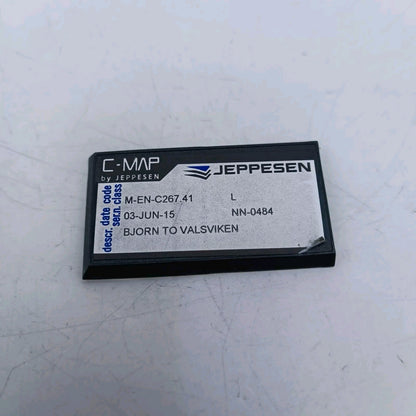 C-MAP
by JEPPESEN
JEPPESEN
descr. date code
ser.n. class
M-EN-C267.41 L
03-JUN-15 NN-0484
BJORN TO VALSVIKEN